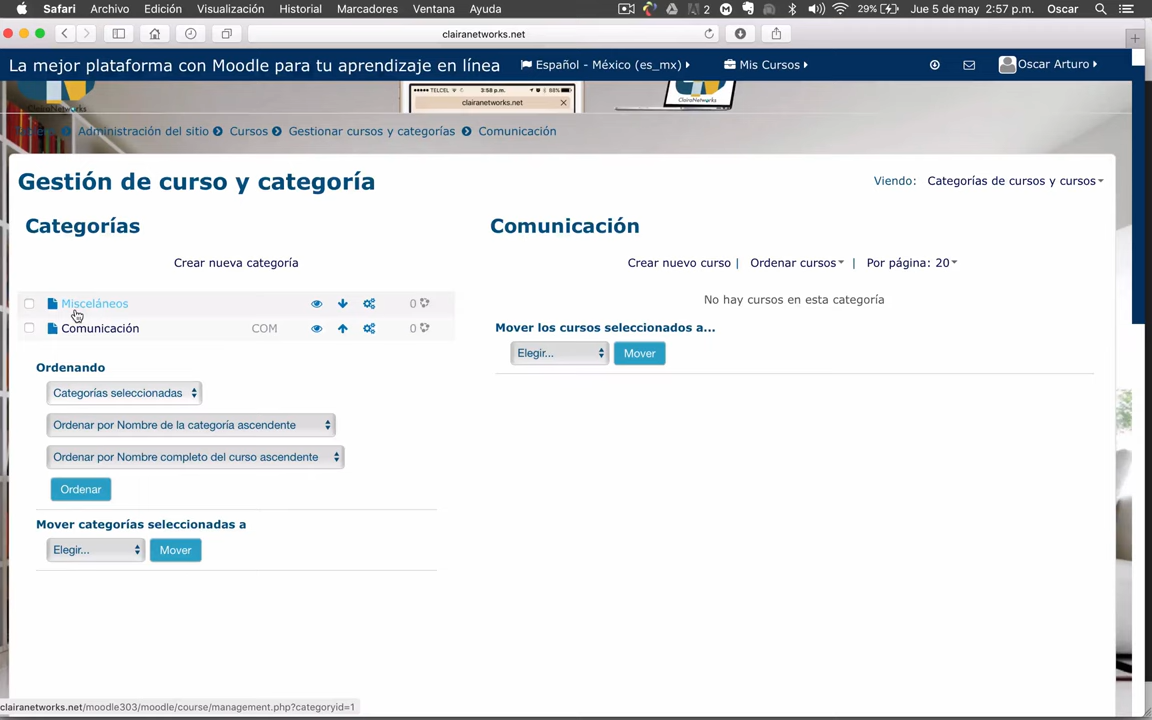 Safari Archivo Edición Visualización Historial Marcadores Ventana Ayuda 2 29% Jue 5 de may 2:57 p.m. Oscar
clairanetworks.net
La mejor plataforma con Moodle para tu aprendizaje en línea Español - México (es_mx) Mis Cursos Oscar Arturo
TELCEL 3:58 p.m. 88%
clairanetworks.net
ClairaNetworks
Administración del sitio Cursos Gestionar cursos y categorías Comunicación
Gestión de curso y categoría
Viendo: Categorías de cursos y cursos
Categorías
Comunicación
Crear nueva categoría
Crear nuevo curso | Ordenar cursos | Por página: 20
Misceláneos 0
No hay cursos en esta categoría
Comunicación COM 0
Mover los cursos seleccionados a...
Elegir... Mover
Ordenando
Categorías seleccionadas
Ordenar por Nombre de la categoría ascendente
Ordenar por Nombre completo del curso ascendente
Ordenar
Mover categorías seleccionadas a
Elegir... Mover
clairanetworks.net/moodle303/moodle/course/management.php?categoryid=1